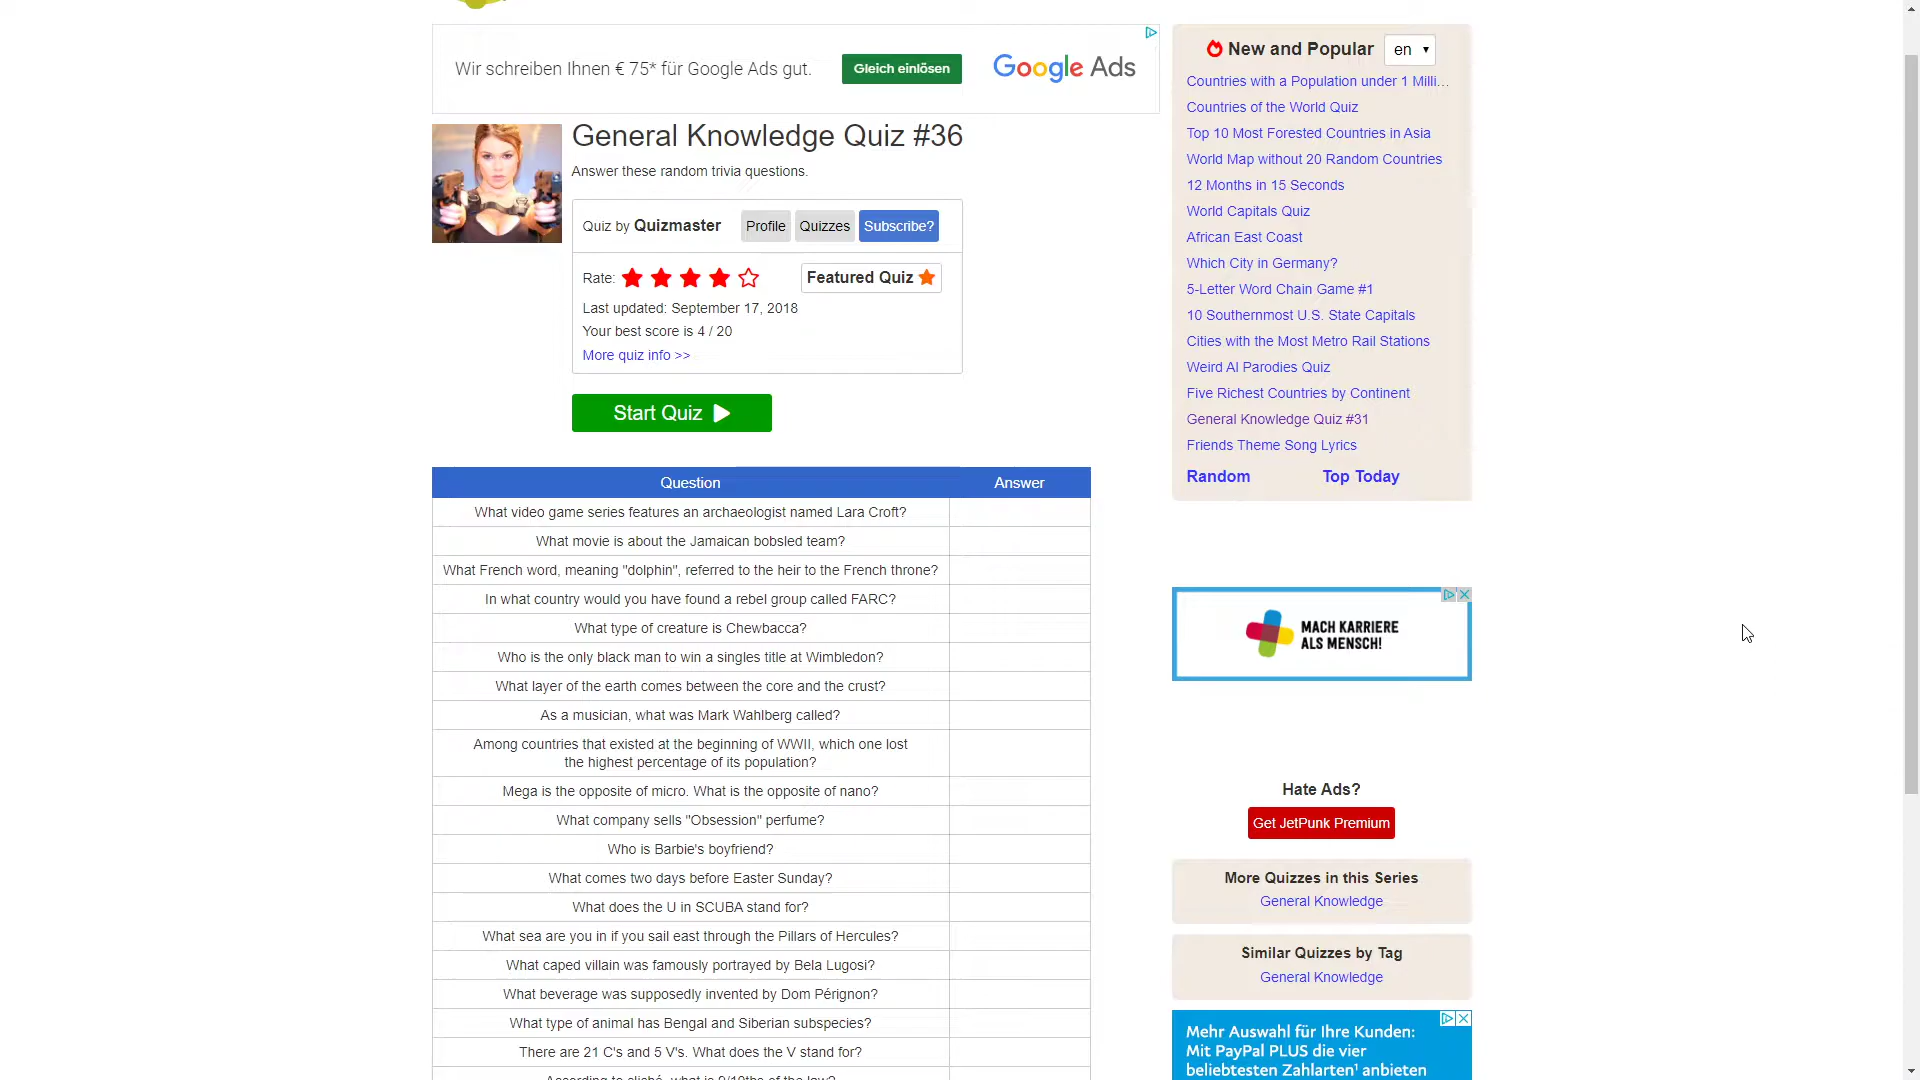 Wir schreiben Ihnen € 75* für Google Ads gut.
Gleich einlösen
Google Ads
General Knowledge Quiz #36
Answer these random trivia questions.
Quiz by Quizmaster
Profile
Quizzes
Subscribe?
Rate:
Featured Quiz
Last updated: September 17, 2018
Your best score is 4 / 20
More quiz info >>
Start Quiz
Question
Answer
What video game series features an archaeologist named Lara Croft?
What movie is about the Jamaican bobsled team?
What French word, meaning "dolphin", referred to the heir to the French throne?
In what country would you have found a rebel group called FARC?
What type of creature is Chewbacca?
Who is the only black man to win a singles title at Wimbledon?
What layer of the earth comes between the core and the crust?
As a musician, what was Mark Wahlberg called?
Among countries that existed at the beginning of WWII, which one lost
the highest percentage of its population?
Mega is the opposite of micro. What is the opposite of nano?
What company sells "Obsession" perfume?
Who is Barbie's boyfriend?
What comes two days before Easter Sunday?
What does the U in SCUBA stand for?
What sea are you in if you sail east through the Pillars of Hercules?
What caped villain was famously portrayed by Bela Lugosi?
What beverage was supposedly invented by Dom Pérignon?
What type of animal has Bengal and Siberian subspecies?
There are 21 C's and 5 V's. What does the V stand for?
According to cliché, what is 9/10ths of the law?
New and Popular
en
Countries with a Population under 1 Milli...
Countries of the World Quiz
Top 10 Most Forested Countries in Asia
World Map without 20 Random Countries
12 Months in 15 Seconds
World Capitals Quiz
African East Coast
Which City in Germany?
5-Letter Word Chain Game #1
10 Southernmost U.S. State Capitals
Cities with the Most Metro Rail Stations
Weird Al Parodies Quiz
Five Richest Countries by Continent
General Knowledge Quiz #31
Friends Theme Song Lyrics
Random
Top Today
MACH KARRIERE
ALS MENSCH!
Hate Ads?
Get JetPunk Premium
More Quizzes in this Series
General Knowledge
Similar Quizzes by Tag
General Knowledge
Mehr Auswahl für Ihre Kunden:
Mit PayPal PLUS die vier
beliebtesten Zahlarten¹ anbieten